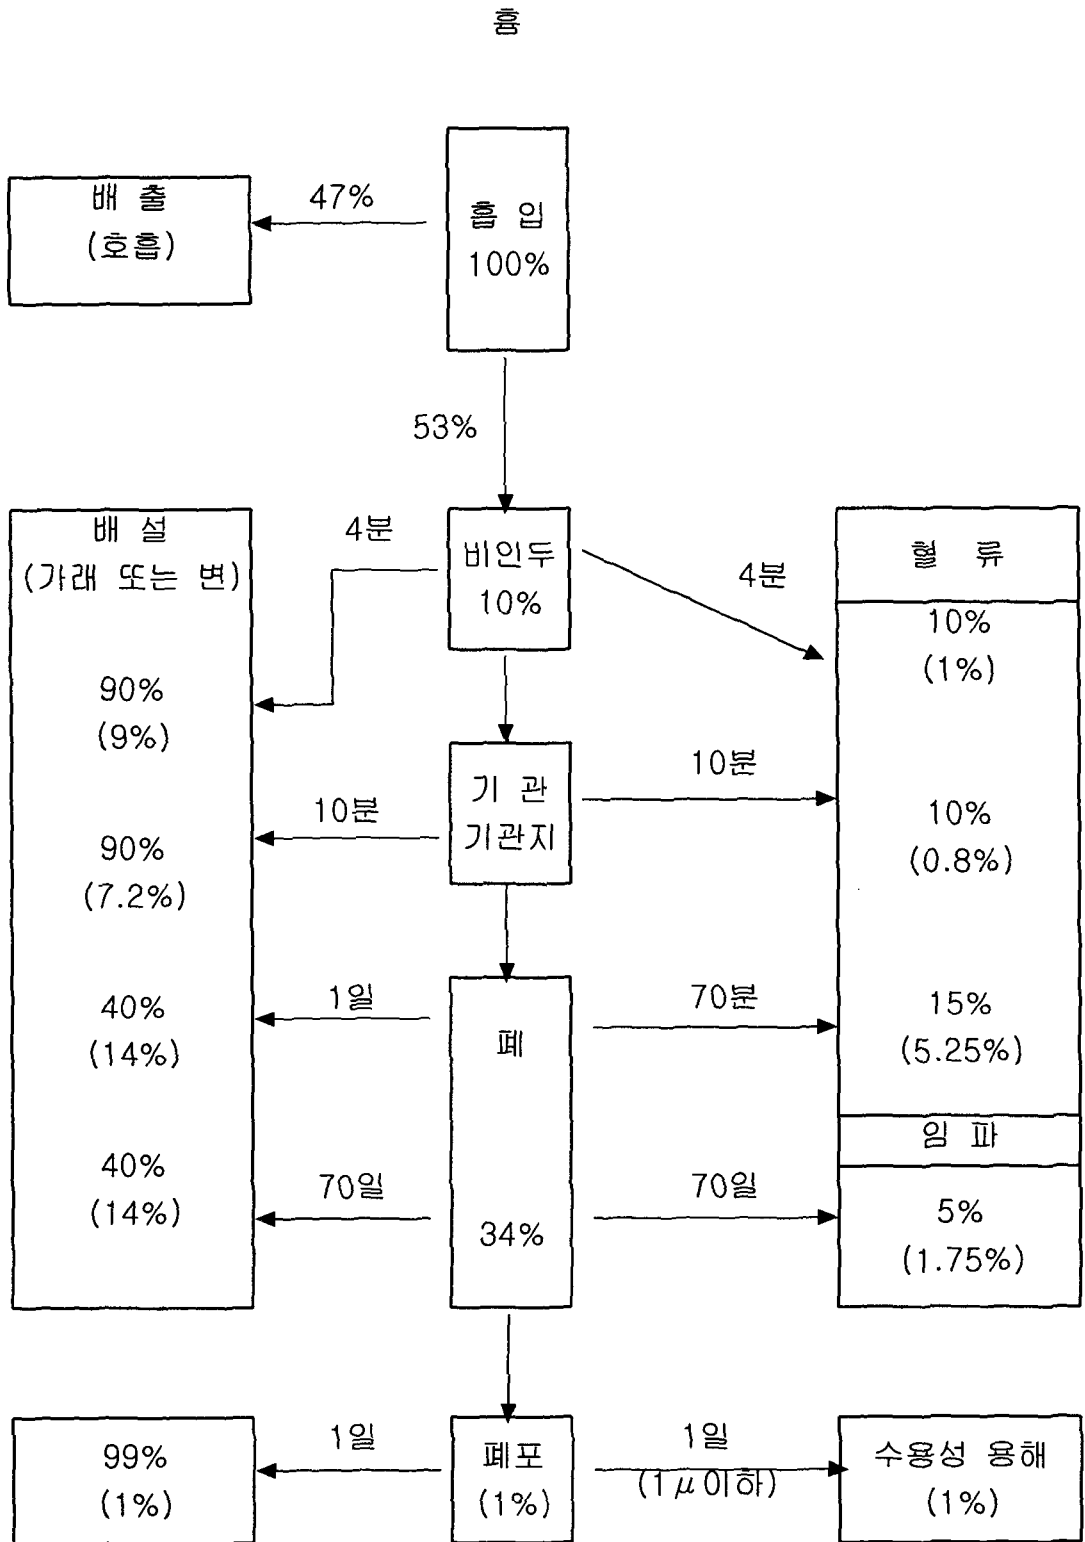 흄
배 출
(호흡)
47%
흡 입
100%
53%
배 설
(가래 또는 변)
4분
비인두
10%
4분
혈 류
10%
(1%)
90%
(9%)
기 관
기관지
10분
10분
10%
(0.8%)
90%
(7.2%)
40%
(14%)
1일
폐
70분
15%
(5.25%)
임 파
40%
(14%)
70일
34%
70일
5%
(1.75%)
99%
(1%)
1일
폐포
(1%)
1일
(1μ이하)
수용성 용해
(1%)